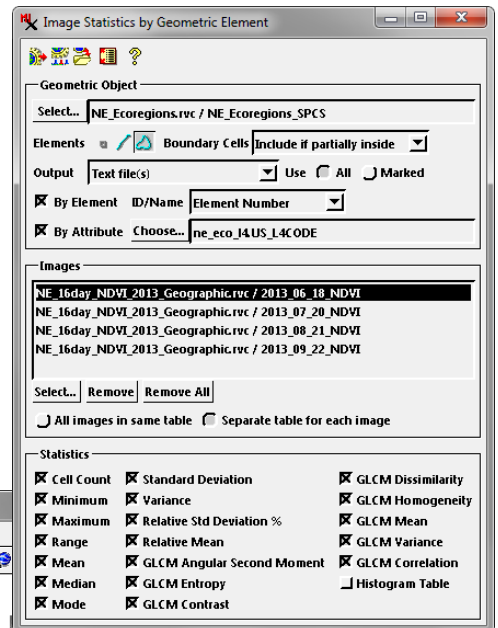 Image Statistics by Geometric Element
Geometric Object
Select... NE_Ecoregions.rvc / NE_Ecoregions_SPCS
Elements Boundary Cells Include if partially inside
Output Text file(s) Use All Marked
By Element ID/Name Element Number
By Attribute Choose... ne_eco_l4.US_L4CODE
Images
NE_16day_NDVI_2013_Geographic.rvc / 2013_06_18_NDVI
NE_16day_NDVI_2013_Geographic.rvc / 2013_07_20_NDVI
NE_16day_NDVI_2013_Geographic.rvc / 2013_08_21_NDVI
NE_16day_NDVI_2013_Geographic.rvc / 2013_09_22_NDVI
Select... Remove Remove All
All images in same table Separate table for each image
Statistics
Cell Count Standard Deviation GLCM Dissimilarity
Minimum Variance GLCM Homogeneity
Maximum Relative Std Deviation % GLCM Mean
Range Relative Mean GLCM Variance
Mean GLCM Angular Second Moment GLCM Correlation
Median GLCM Entropy Histogram Table
Mode GLCM Contrast